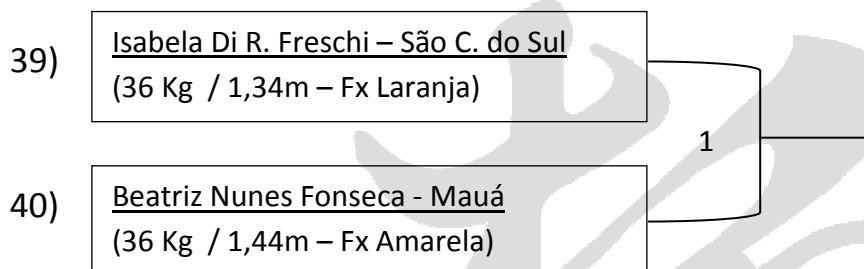 39)
Isabela Di R. Freschi – São C. do Sul
(36 Kg / 1,34m – Fx Laranja)
1
40)
Beatriz Nunes Fonseca - Mauá
(36 Kg / 1,44m – Fx Amarela)